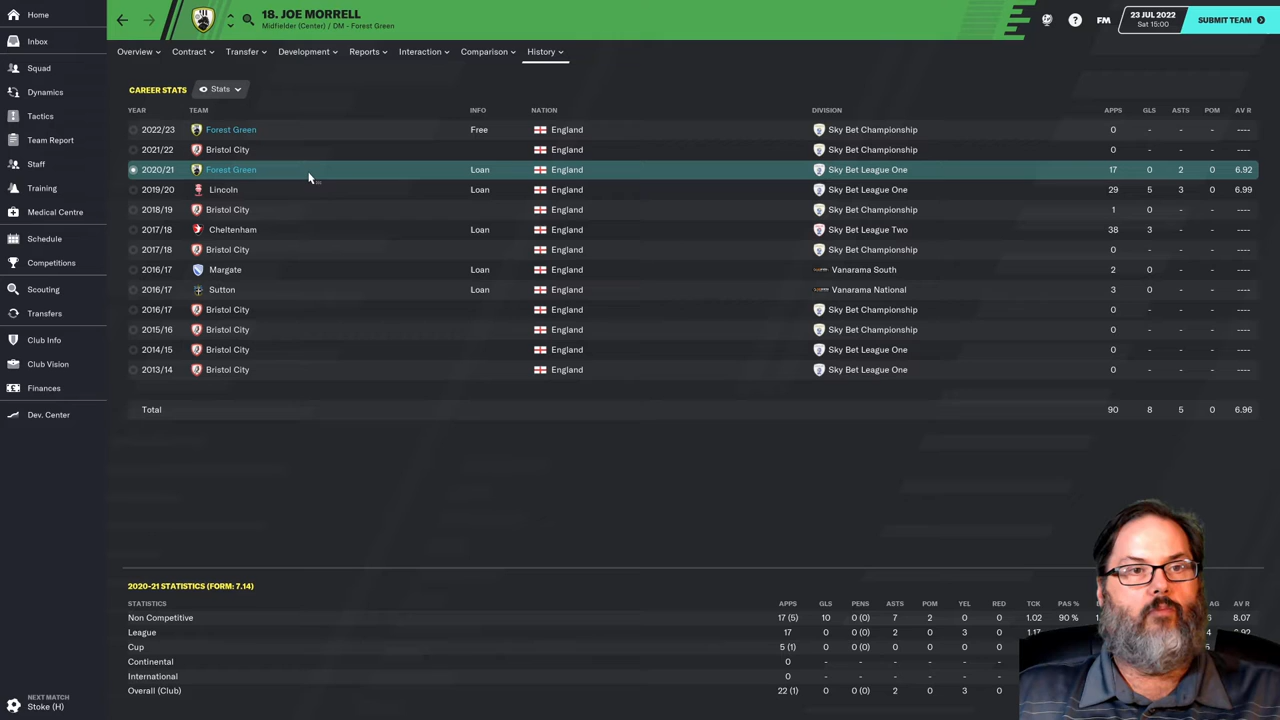 Home
Inbox
Squad
Dynamics
Tactics
Team Report
Staff
Training
Medical Centre
Schedule
Competitions
Scouting
Transfers
Club Info
Club Vision
Finances
Dev. Center
NEXT MATCH
Stoke (H)
18. JOE MORRELL
Midfielder (Center) / DM - Forest Green
FM
23 JUL 2022
Sat 15:00
SUBMIT TEAM
Overview Contract Transfer Development Reports Interaction Comparison History
CAREER STATS Stats
YEAR TEAM INFO NATION DIVISION APPS GLS ASTS POM AV R
2022/23 Forest Green Free England Sky Bet Championship 0 - - - ----
2021/22 Bristol City England Sky Bet Championship 0 - - - ----
2020/21 Forest Green Loan England Sky Bet League One 17 0 2 0 6.92
2019/20 Lincoln Loan England Sky Bet League One 29 5 3 0 6.99
2018/19 Bristol City England Sky Bet Championship 1 0 - - ----
2017/18 Cheltenham Loan England Sky Bet League Two 38 3 - - ----
2017/18 Bristol City England Sky Bet Championship 0 - - - ----
2016/17 Margate Loan England Vanarama South 2 0 - - ----
2016/17 Sutton Loan England Vanarama National 3 0 - - ----
2016/17 Bristol City England Sky Bet Championship 0 - - - ----
2015/16 Bristol City England Sky Bet Championship 0 - - - ----
2014/15 Bristol City England Sky Bet League One 0 - - - ----
2013/14 Bristol City England Sky Bet League One 0 - - - ----
Total 90 8 5 0 6.96
2020-21 STATISTICS (FORM: 7.14)
STATISTICS APPS GLS PENS ASTS POM YEL RED TCK PAS % AG AV R
Non Competitive 17 (5) 10 0 (0) 7 2 0 0 1.02 90 % 8.07
League 17 0 0 (0) 2 0 3 0 1.17
Cup 5 (1) 0 0 (0) 0 0 0 0
Continental 0 - - - - - -
International 0 - - - - - -
Overall (Club) 22 (1) 0 0 (0) 2 0 3 0